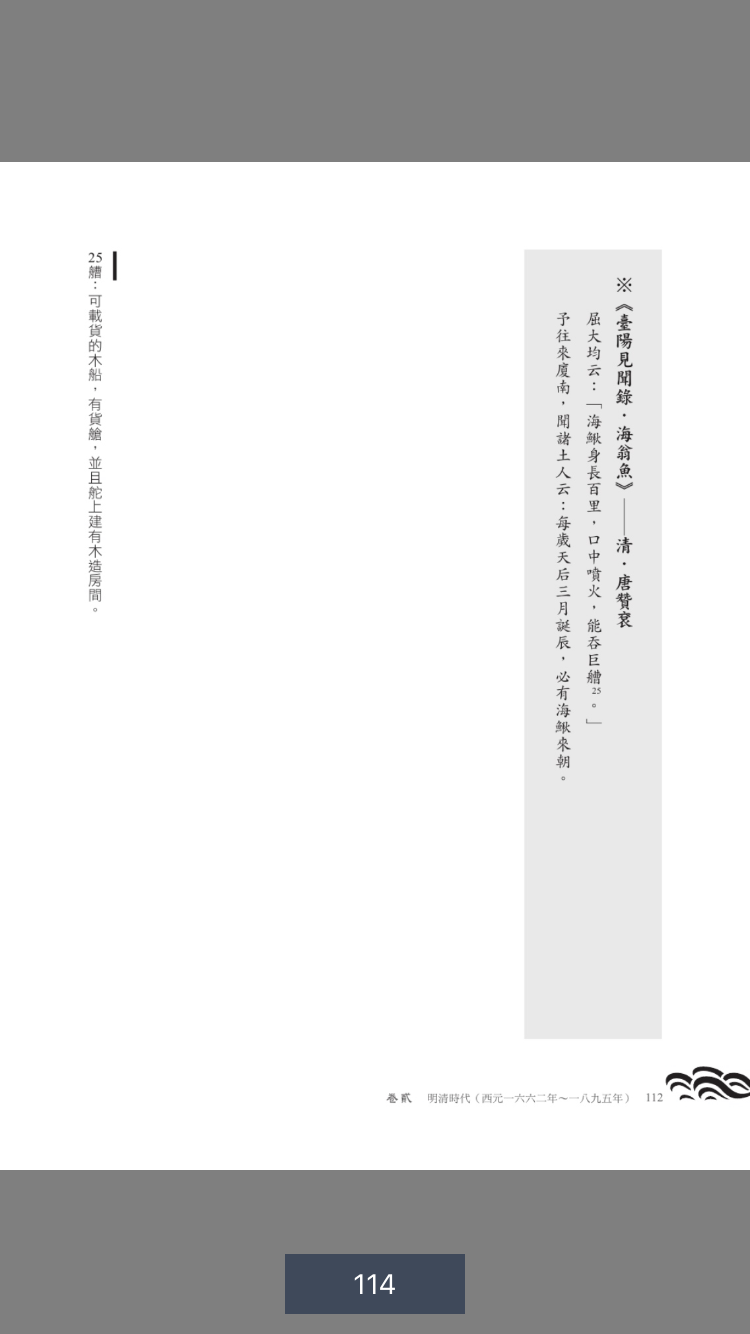 ※《臺陽見聞錄・海翁魚》——清・唐贊袞
屈大均云：「海鰍身長百里，口中噴火，能吞巨艚25。」
予往來廈南，聞諸土人云：每歲天后三月誕辰，必有海鰍來朝。
25艚：可載貨的木船，有貨艙，並且舵上建有木造房間。
卷貳　明清時代（西元一六六二年～一八九五年）　112
114